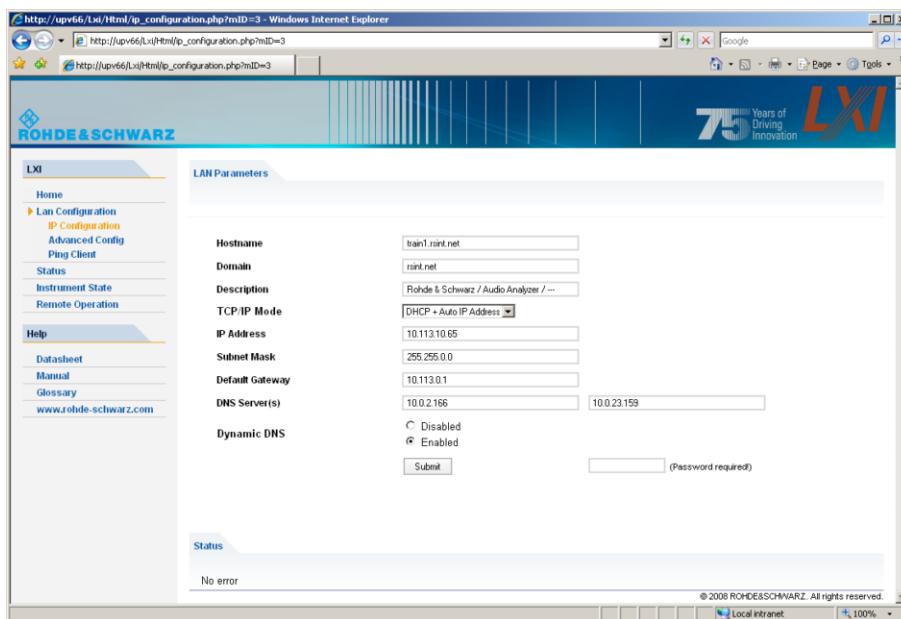 http://upv66/Lxi/Html/ip_configuration.php?mID=3 - Windows Internet Explorer
http://upv66/Lxi/Html/ip_configuration.php?mID=3
Google
http://upv66/Lxi/Html/ip_configuration.php?mID=3
Page
Tools
ROHDE&SCHWARZ
75 Years of
Driving
Innovation
LXI
LXI
Home
Lan Configuration
IP Configuration
Advanced Config
Ping Client
Status
Instrument State
Remote Operation
Help
Datasheet
Manual
Glossary
www.rohde-schwarz.com
LAN Parameters
Hostname train1.rsint.net
Domain rsint.net
Description Rohde & Schwarz / Audio Analyzer / ---
TCP/IP Mode DHCP + Auto IP Address
IP Address 10.113.10.65
Subnet Mask 255.255.0.0
Default Gateway 10.113.0.1
DNS Server(s) 10.0.2.166 10.0.23.159
Dynamic DNS
Disabled
Enabled
Submit (Password required!)
Status
No error
© 2008 ROHDE&SCHWARZ. All rights reserved.
Local intranet 100%